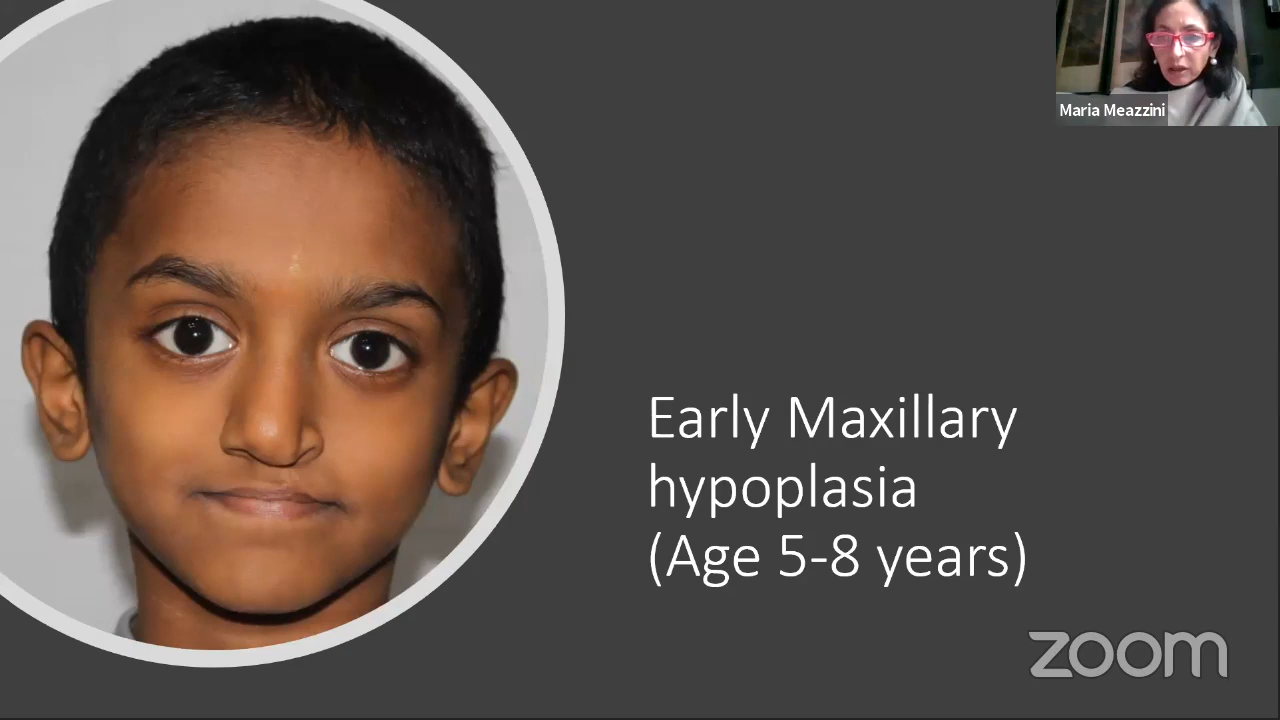 Maria Meazzini
Early Maxillary
hypoplasia
(Age 5-8 years)
zoom